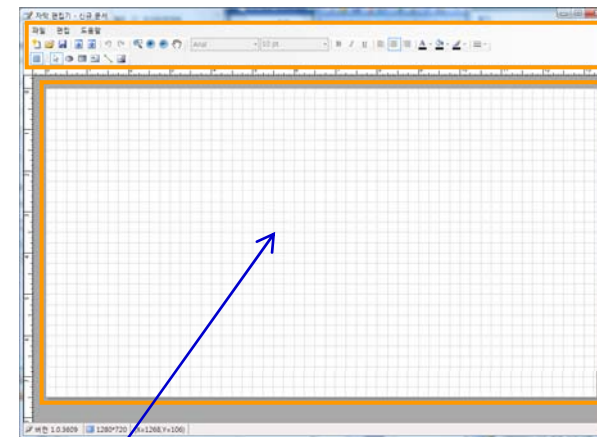 자막 편집기 - 신규 문서
파일 편집 도움말
Arial 10 pt B I U A
버전 1.0.3609 1280*720 (X=1268,Y=106)